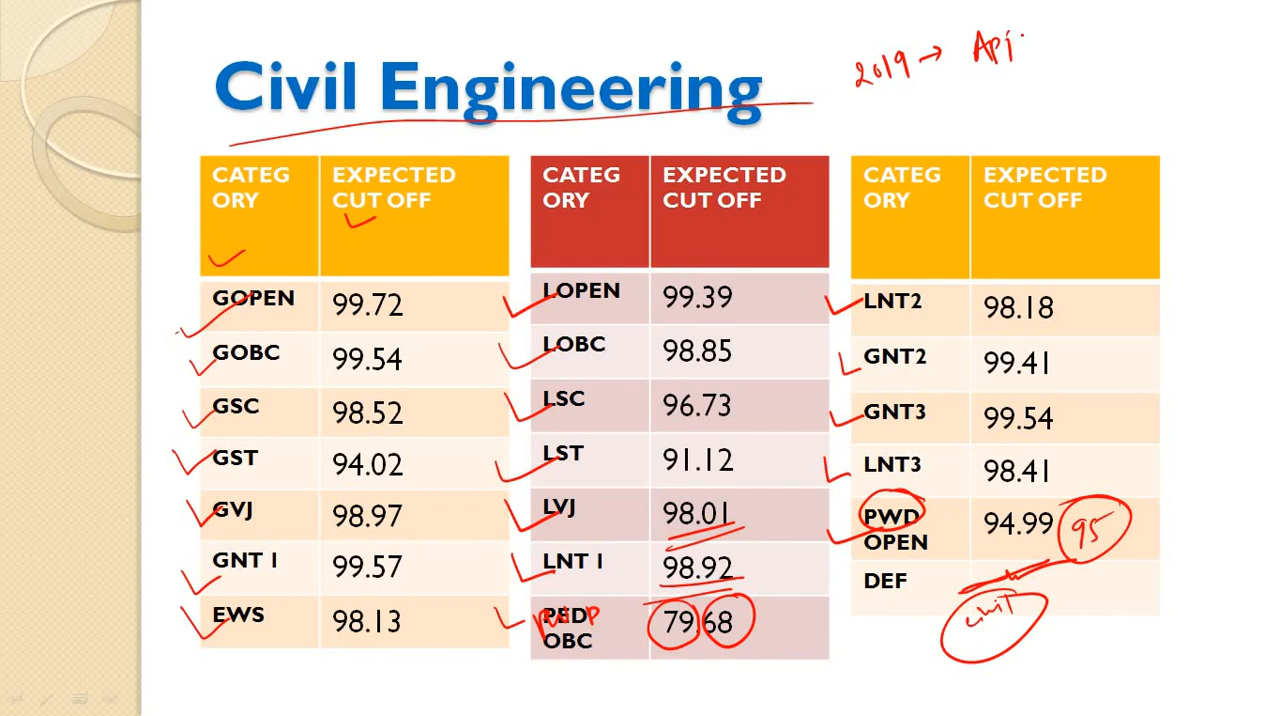 Civil Engineering
2019 → Apj.
CATEG
ORY
EXPECTED
CUT OFF
GOPEN 99.72
GOBC 99.54
GSC 98.52
GST 94.02
GVJ 98.97
GNT 1 99.57
EWS 98.13
CATEG
ORY
EXPECTED
CUT OFF
LOPEN 99.39
LOBC 98.85
LSC 96.73
LST 91.12
LVJ 98.01
LNT 1 98.92
OBC 79.68
CATEG
ORY
EXPECTED
CUT OFF
LNT2 98.18
GNT2 99.41
GNT3 99.54
LNT3 98.41
PWD
OPEN
94.99 95
DEF